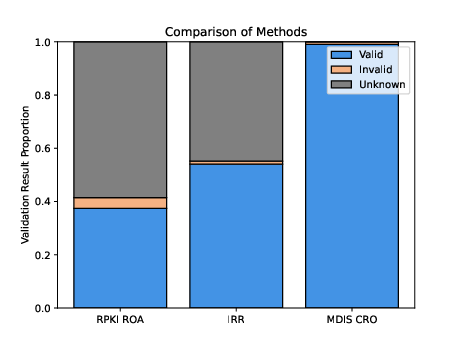 Comparison of Methods
Valid
Invalid
Unknown
Validation Result Proportion
1.0
0.8
0.6
0.4
0.2
0.0
RPKI ROA
IRR
MDIS CRO